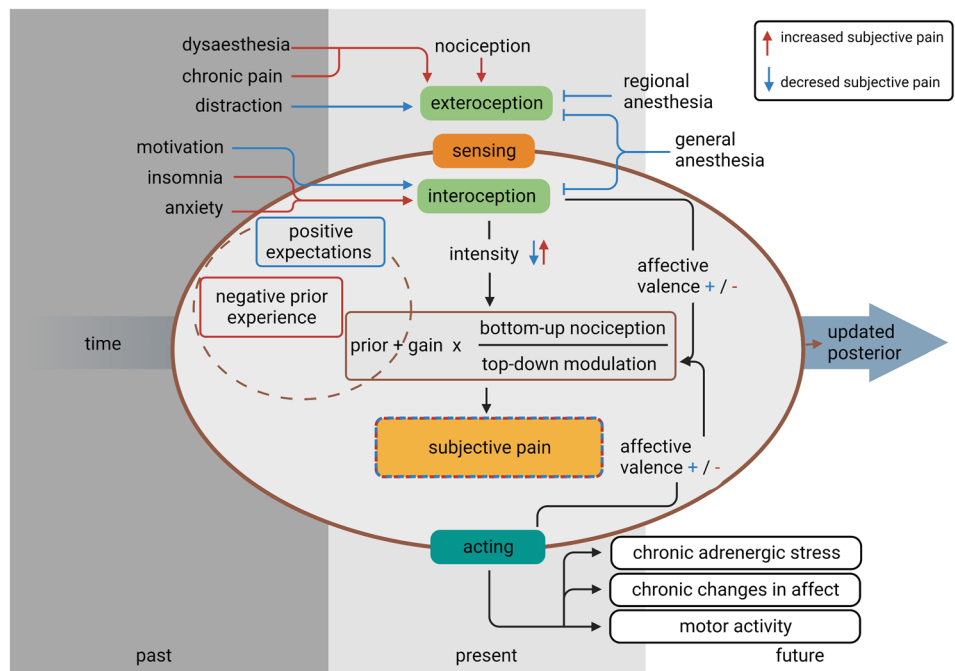 dysaesthesia
chronic pain
distraction
nociception
exteroception
regional
anesthesia
increased subjective pain
decresed subjective pain
motivation
insomnia
anxiety
sensing
interoception
general
anesthesia
positive
expectations
intensity
negative prior
experience
affective
valence + / -
time
prior + gain x
bottom-up nociception
top-down modulation
updated
posterior
subjective pain
affective
valence + / -
acting
chronic adrenergic stress
chronic changes in affect
motor activity
past
present
future